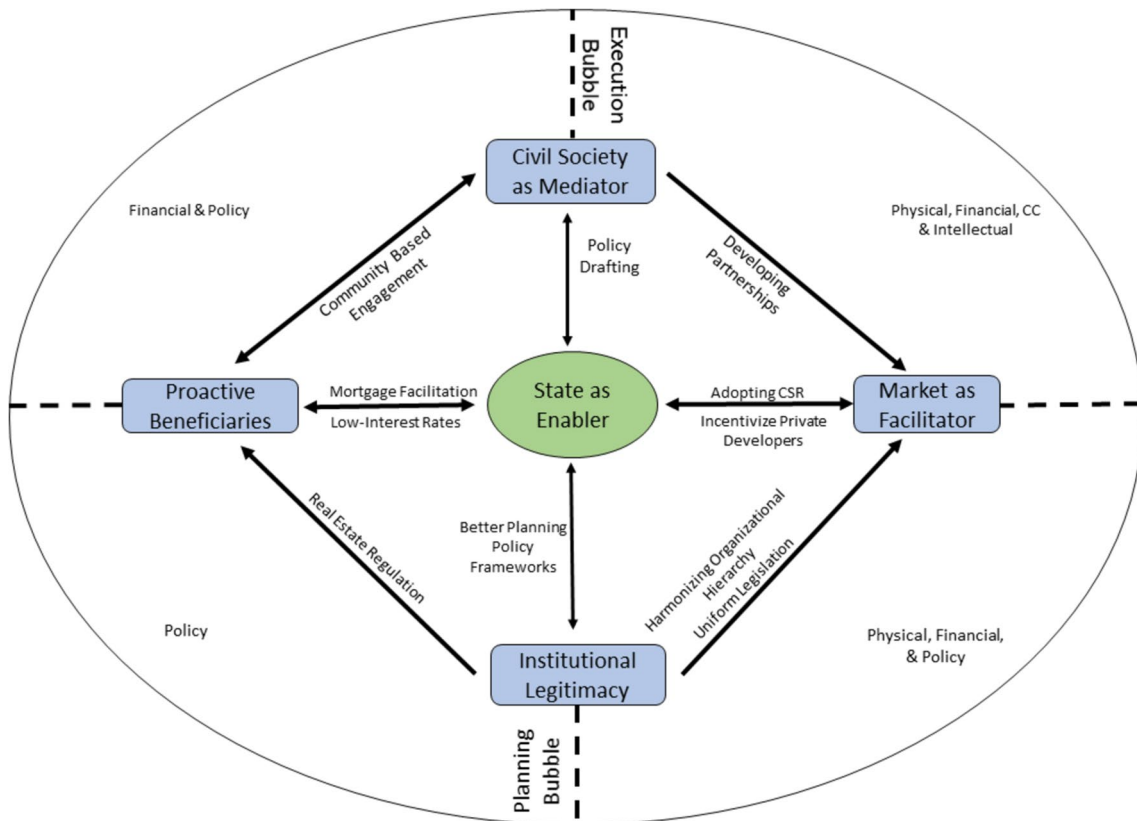 Execution
Bubble
Civil Society
as Mediator
Financial & Policy
Physical, Financial, CC
& Intellectual
Community Based
Engagement
Policy
Drafting
Developing
Partnerships
Proactive
Beneficiaries
Mortgage Facilitation
Low-Interest Rates
State as
Enabler
Adopting CSR
Incentivize Private
Developers
Market as
Facilitator
Real Estate Regulation
Better Planning
Policy
Frameworks
Harmonizing Organizational
Hierarchy
Uniform Legislation
Policy
Physical, Financial,
& Policy
Institutional
Legitimacy
Planning
Bubble